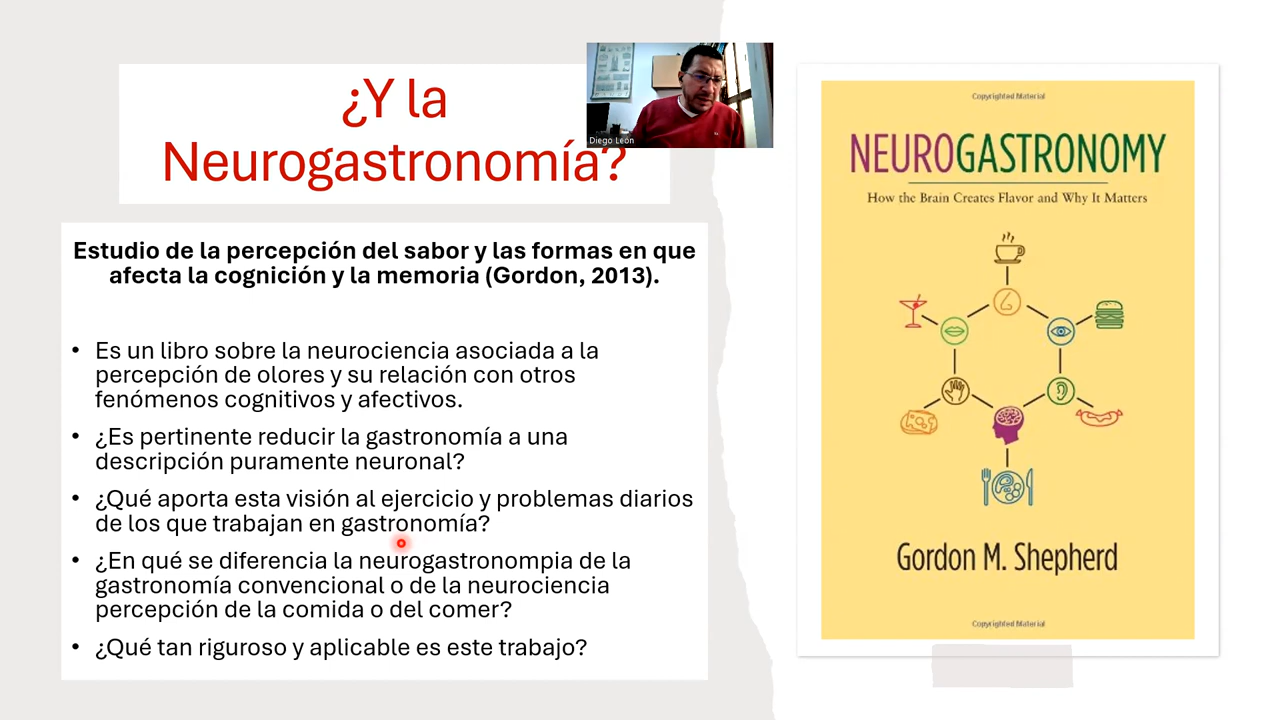 ¿Y la
Neurogastronomía?
Diego León
Estudio de la percepción del sabor y las formas en que
afecta la cognición y la memoria (Gordon, 2013).
• Es un libro sobre la neurociencia asociada a la
percepción de olores y su relación con otros
fenómenos cognitivos y afectivos.
• ¿Es pertinente reducir la gastronomía a una
descripción puramente neuronal?
• ¿Qué aporta esta visión al ejercicio y problemas diarios
de los que trabajan en gastronomía?
• ¿En qué se diferencia la neurogastronompia de la
gastronomía convencional o de la neurociencia
percepción de la comida o del comer?
• ¿Qué tan riguroso y aplicable es este trabajo?
Copyrighted Material
NEUROGASTRONOMY
How the Brain Creates Flavor and Why It Matters
Gordon M. Shepherd
Copyrighted Material